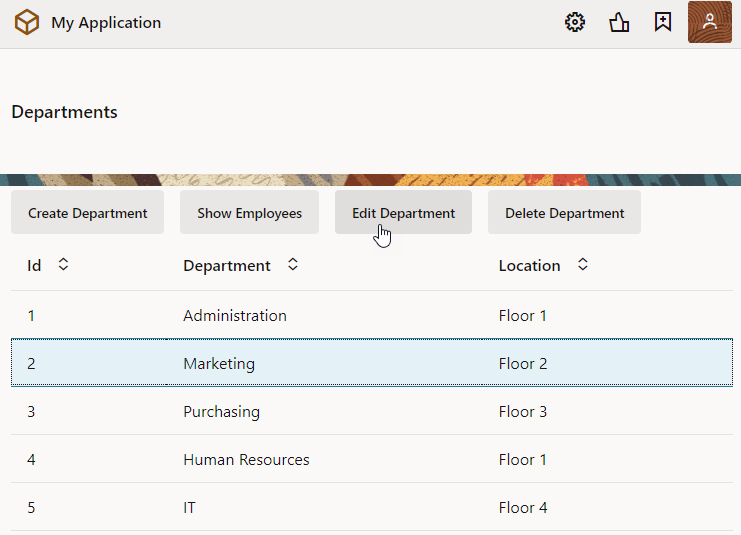 My Application
Departments
Create Department Show Employees Edit Department Delete Department
Id Department Location
1 Administration Floor 1
2 Marketing Floor 2
3 Purchasing Floor 3
4 Human Resources Floor 1
5 IT Floor 4